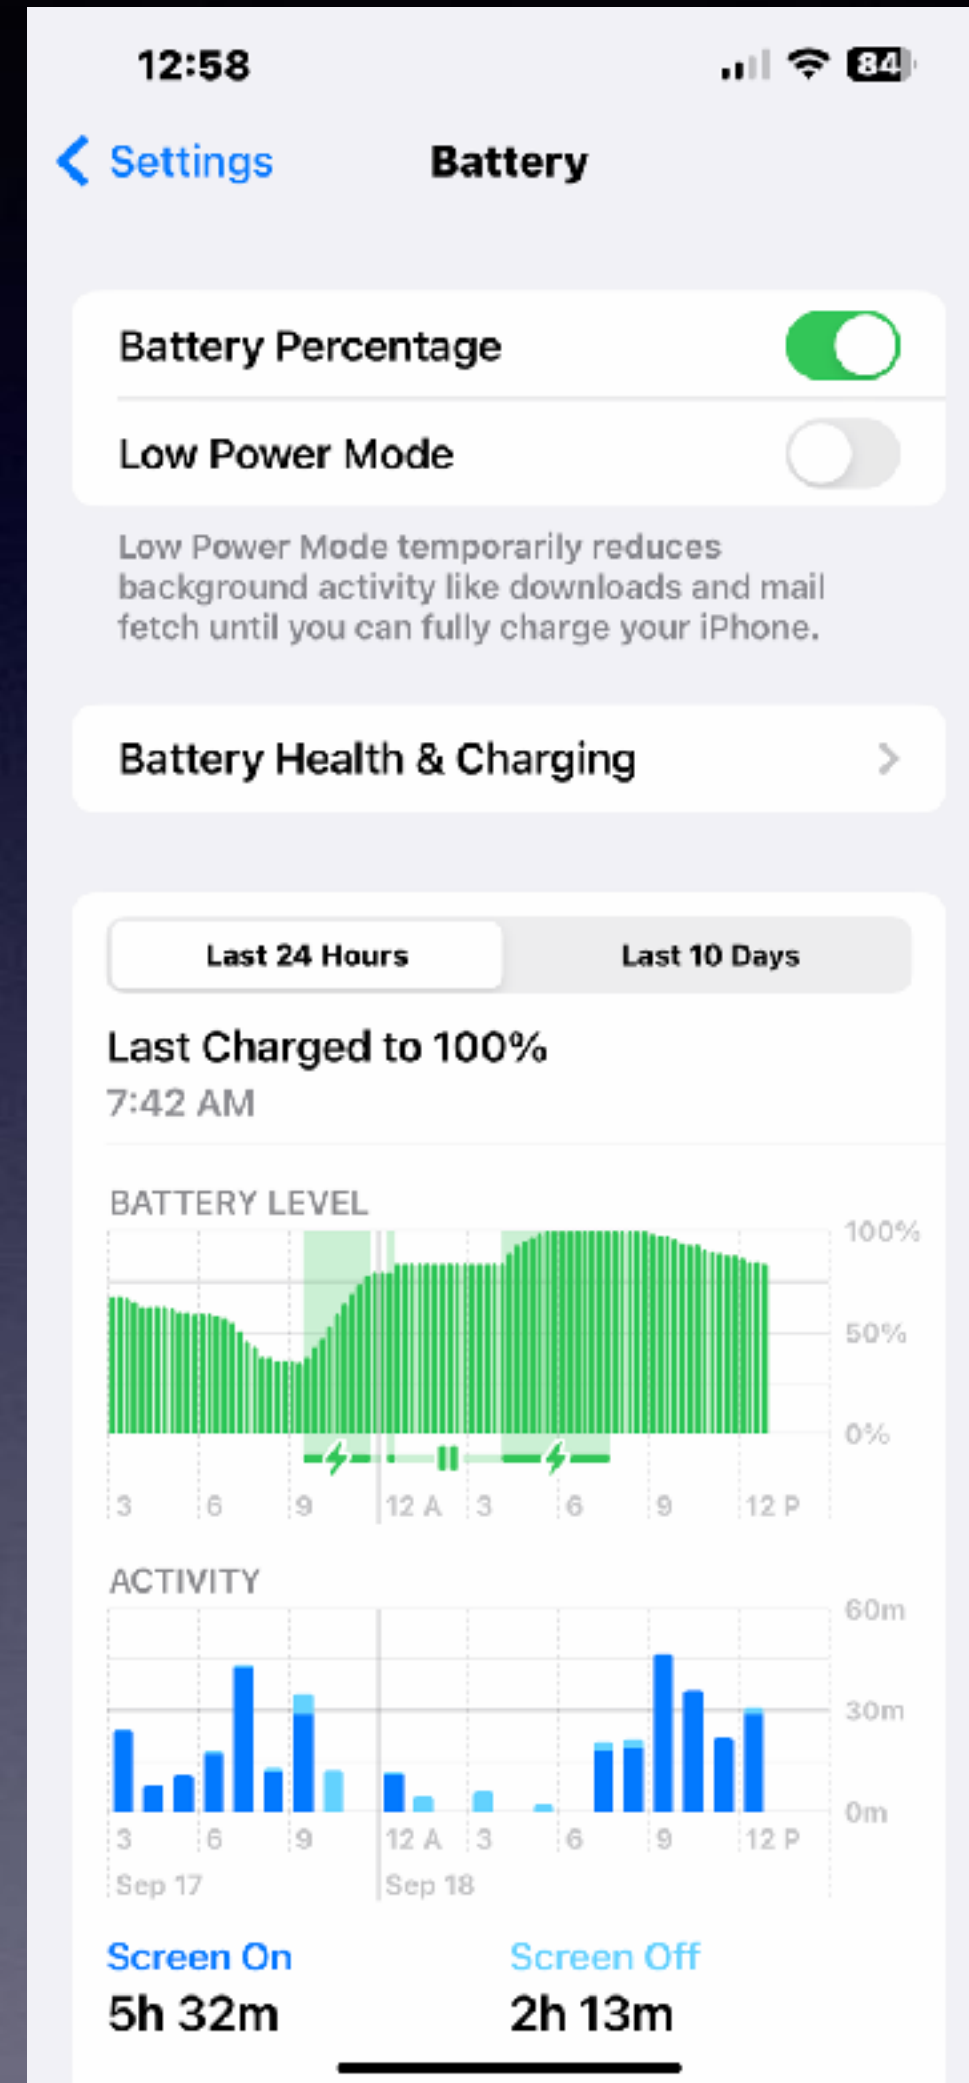 12:58
84
Settings
Battery
Battery Percentage
Low Power Mode
Low Power Mode temporarily reduces
background activity like downloads and mail
fetch until you can fully charge your iPhone.
Battery Health & Charging
Last 24 Hours
Last 10 Days
Last Charged to 100%
7:42 AM
BATTERY LEVEL
100%
50%
0%
3 6 9 12 A 3 6 9 12 P
ACTIVITY
60m
30m
0m
3 6 9 12 A 3 6 9 12 P
Sep 17 Sep 18
Screen On Screen Off
5h 32m 2h 13m